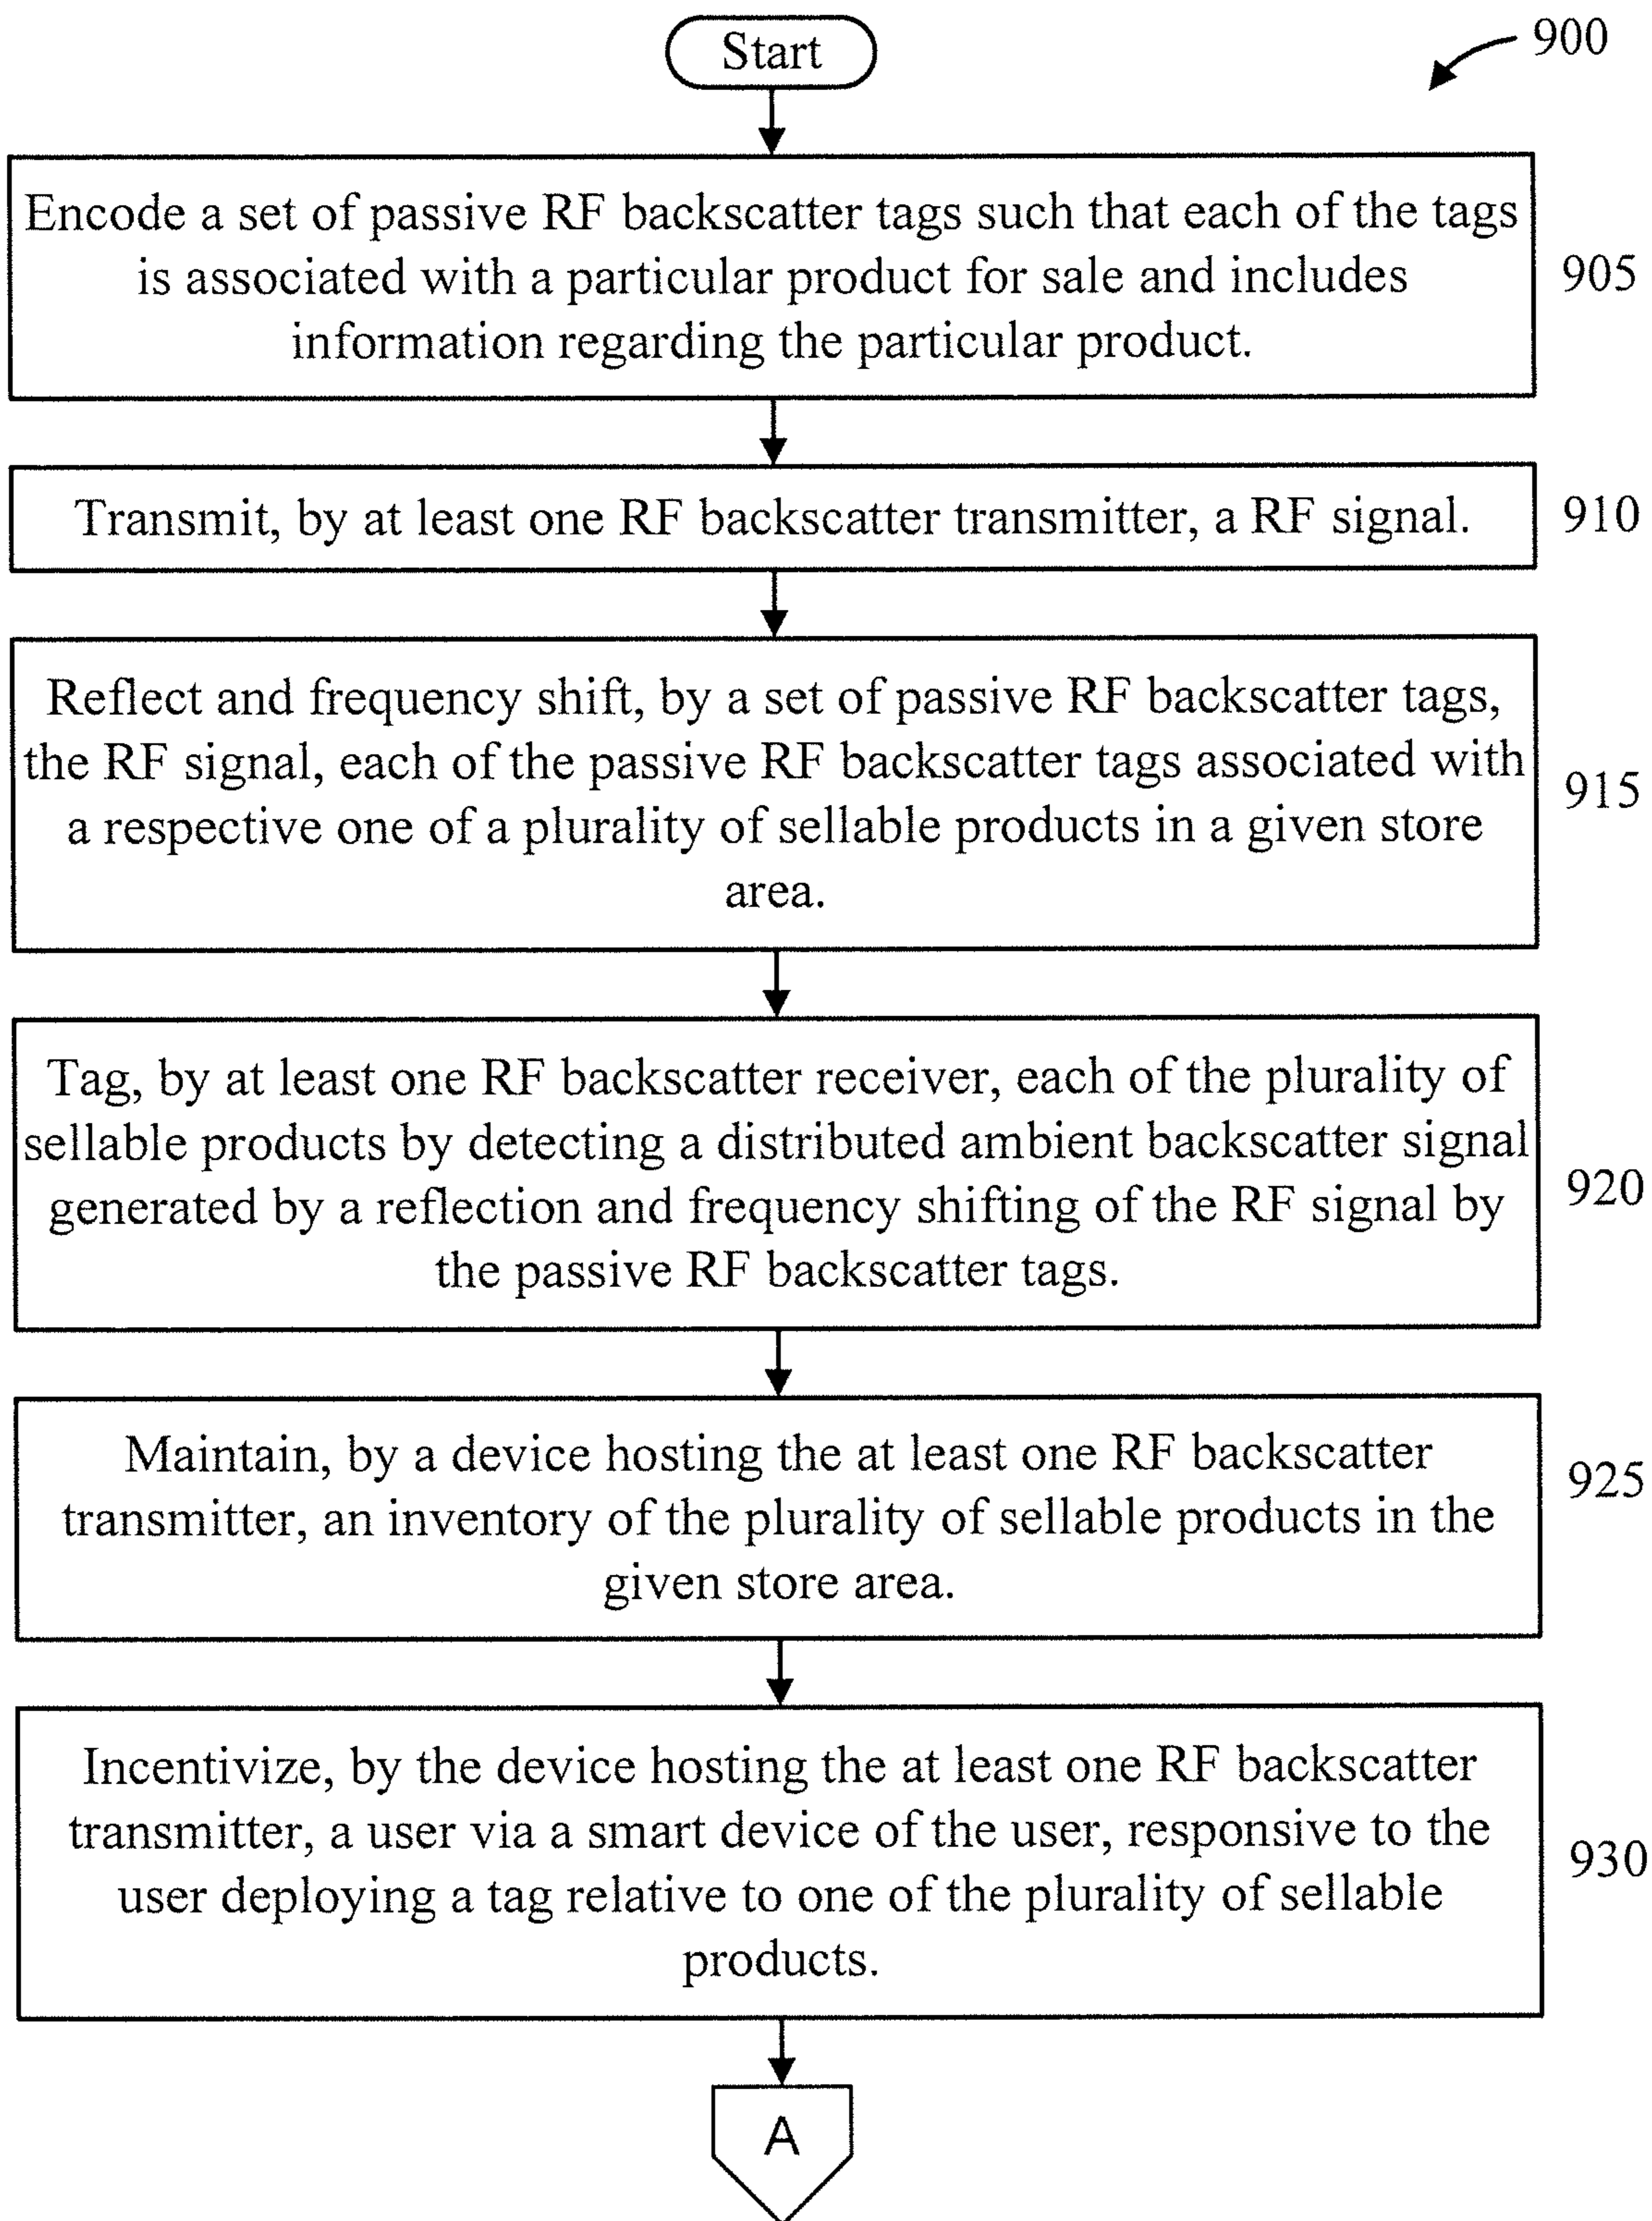 Start
900
Encode a set of passive RF backscatter tags such that each of the tags
is associated with a particular product for sale and includes
information regarding the particular product.
905
Transmit, by at least one RF backscatter transmitter, a RF signal.
910
Reflect and frequency shift, by a set of passive RF backscatter tags,
the RF signal, each of the passive RF backscatter tags associated with
a respective one of a plurality of sellable products in a given store
area.
915
Tag, by at least one RF backscatter receiver, each of the plurality of
sellable products by detecting a distributed ambient backscatter signal
generated by a reflection and frequency shifting of the RF signal by
the passive RF backscatter tags.
920
Maintain, by a device hosting the at least one RF backscatter
transmitter, an inventory of the plurality of sellable products in the
given store area.
925
Incentivize, by the device hosting the at least one RF backscatter
transmitter, a user via a smart device of the user, responsive to the
user deploying a tag relative to one of the plurality of sellable
products.
930
A